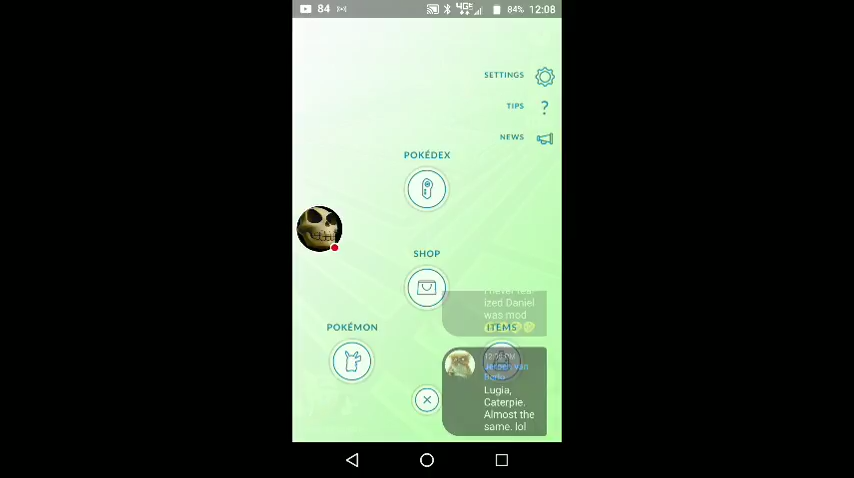 84 84% 12:08
SETTINGS
TIPS ?
NEWS
POKÉDEX
SHOP
POKÉMON
ITEMS
ized Daniel
was mod
Lugia,
Caterpie.
Almost the
same. lol